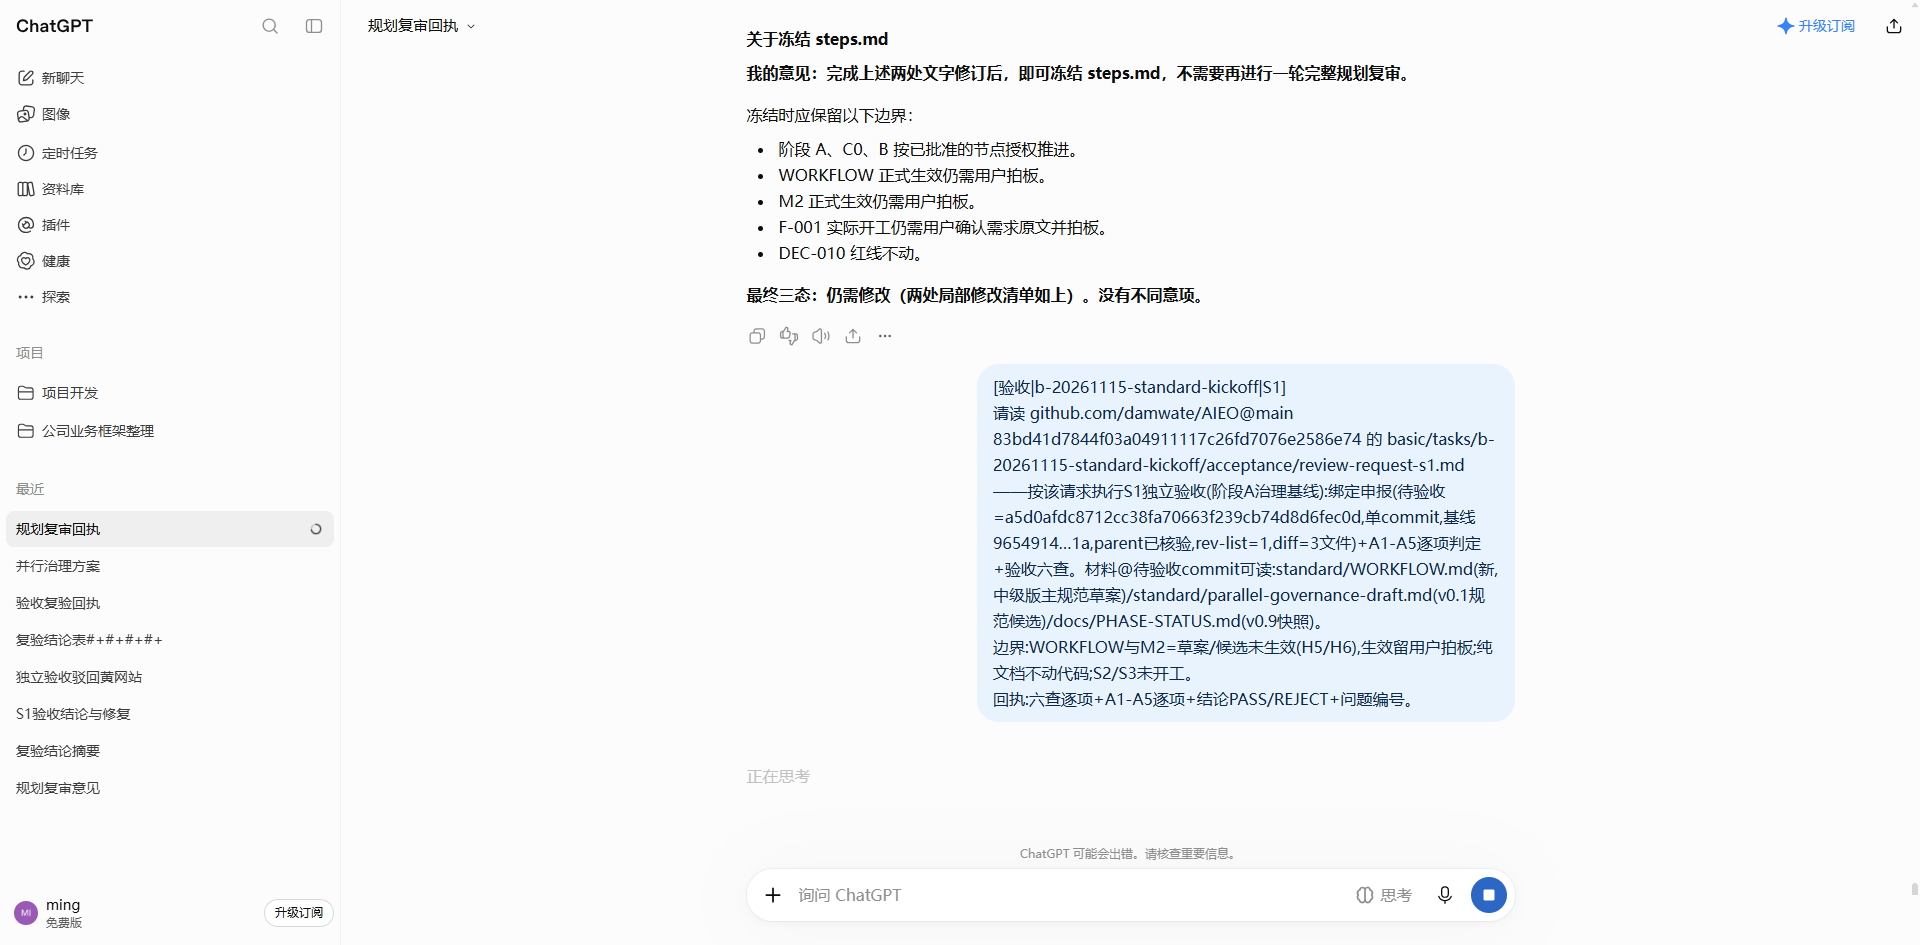 ChatGPT
新聊天
图像
定时任务
资料库
插件
健康
探索
项目
项目开发
公司业务框架整理
最近
规划复审回执
并行治理方案
验收复验回执
复验结论表#+#+#+#+
独立验收驳回黄网站
S1验收结论与修复
复验结论摘要
规划复审意见
MI
ming
免费版
升级订阅
规划复审回执
升级订阅
关于冻结 steps.md
我的意见：完成上述两处文字修订后，即可冻结 steps.md，不需要再进行一轮完整规划复审。
冻结时应保留以下边界：
阶段 A、C0、B 按已批准的节点授权推进。
WORKFLOW 正式生效仍需用户拍板。
M2 正式生效仍需用户拍板。
F-001 实际开工仍需用户确认需求原文并拍板。
DEC-010 红线不动。
最终三态：仍需修改（两处局部修改清单如上）。没有不同意项。
[验收|b-20261115-standard-kickoff|S1]
请读 github.com/damwate/AIEO@main
83bd41d7844f03a04911117c26fd7076e2586e74 的 basic/tasks/b-
20261115-standard-kickoff/acceptance/review-request-s1.md
——按该请求执行S1独立验收(阶段A治理基线):绑定申报(待验收
=a5d0afdc8712cc38fa70663f239cb74d8d6fec0d,单commit,基线
9654914...1a,parent已核验,rev-list=1,diff=3文件)+A1-A5逐项判定
+验收六查。材料@待验收commit可读:standard/WORKFLOW.md(新,
中级版主规范草案)/standard/parallel-governance-draft.md(v0.1规
范候选)/docs/PHASE-STATUS.md(v0.9快照)。
边界:WORKFLOW与M2=草案/候选未生效(H5/H6),生效留用户拍板;纯
文档不动代码;S2/S3未开工。
回执:六查逐项+A1-A5逐项+结论PASS/REJECT+问题编号。
正在思考
ChatGPT 可能会出错。请核查重要信息。
询问 ChatGPT
思考